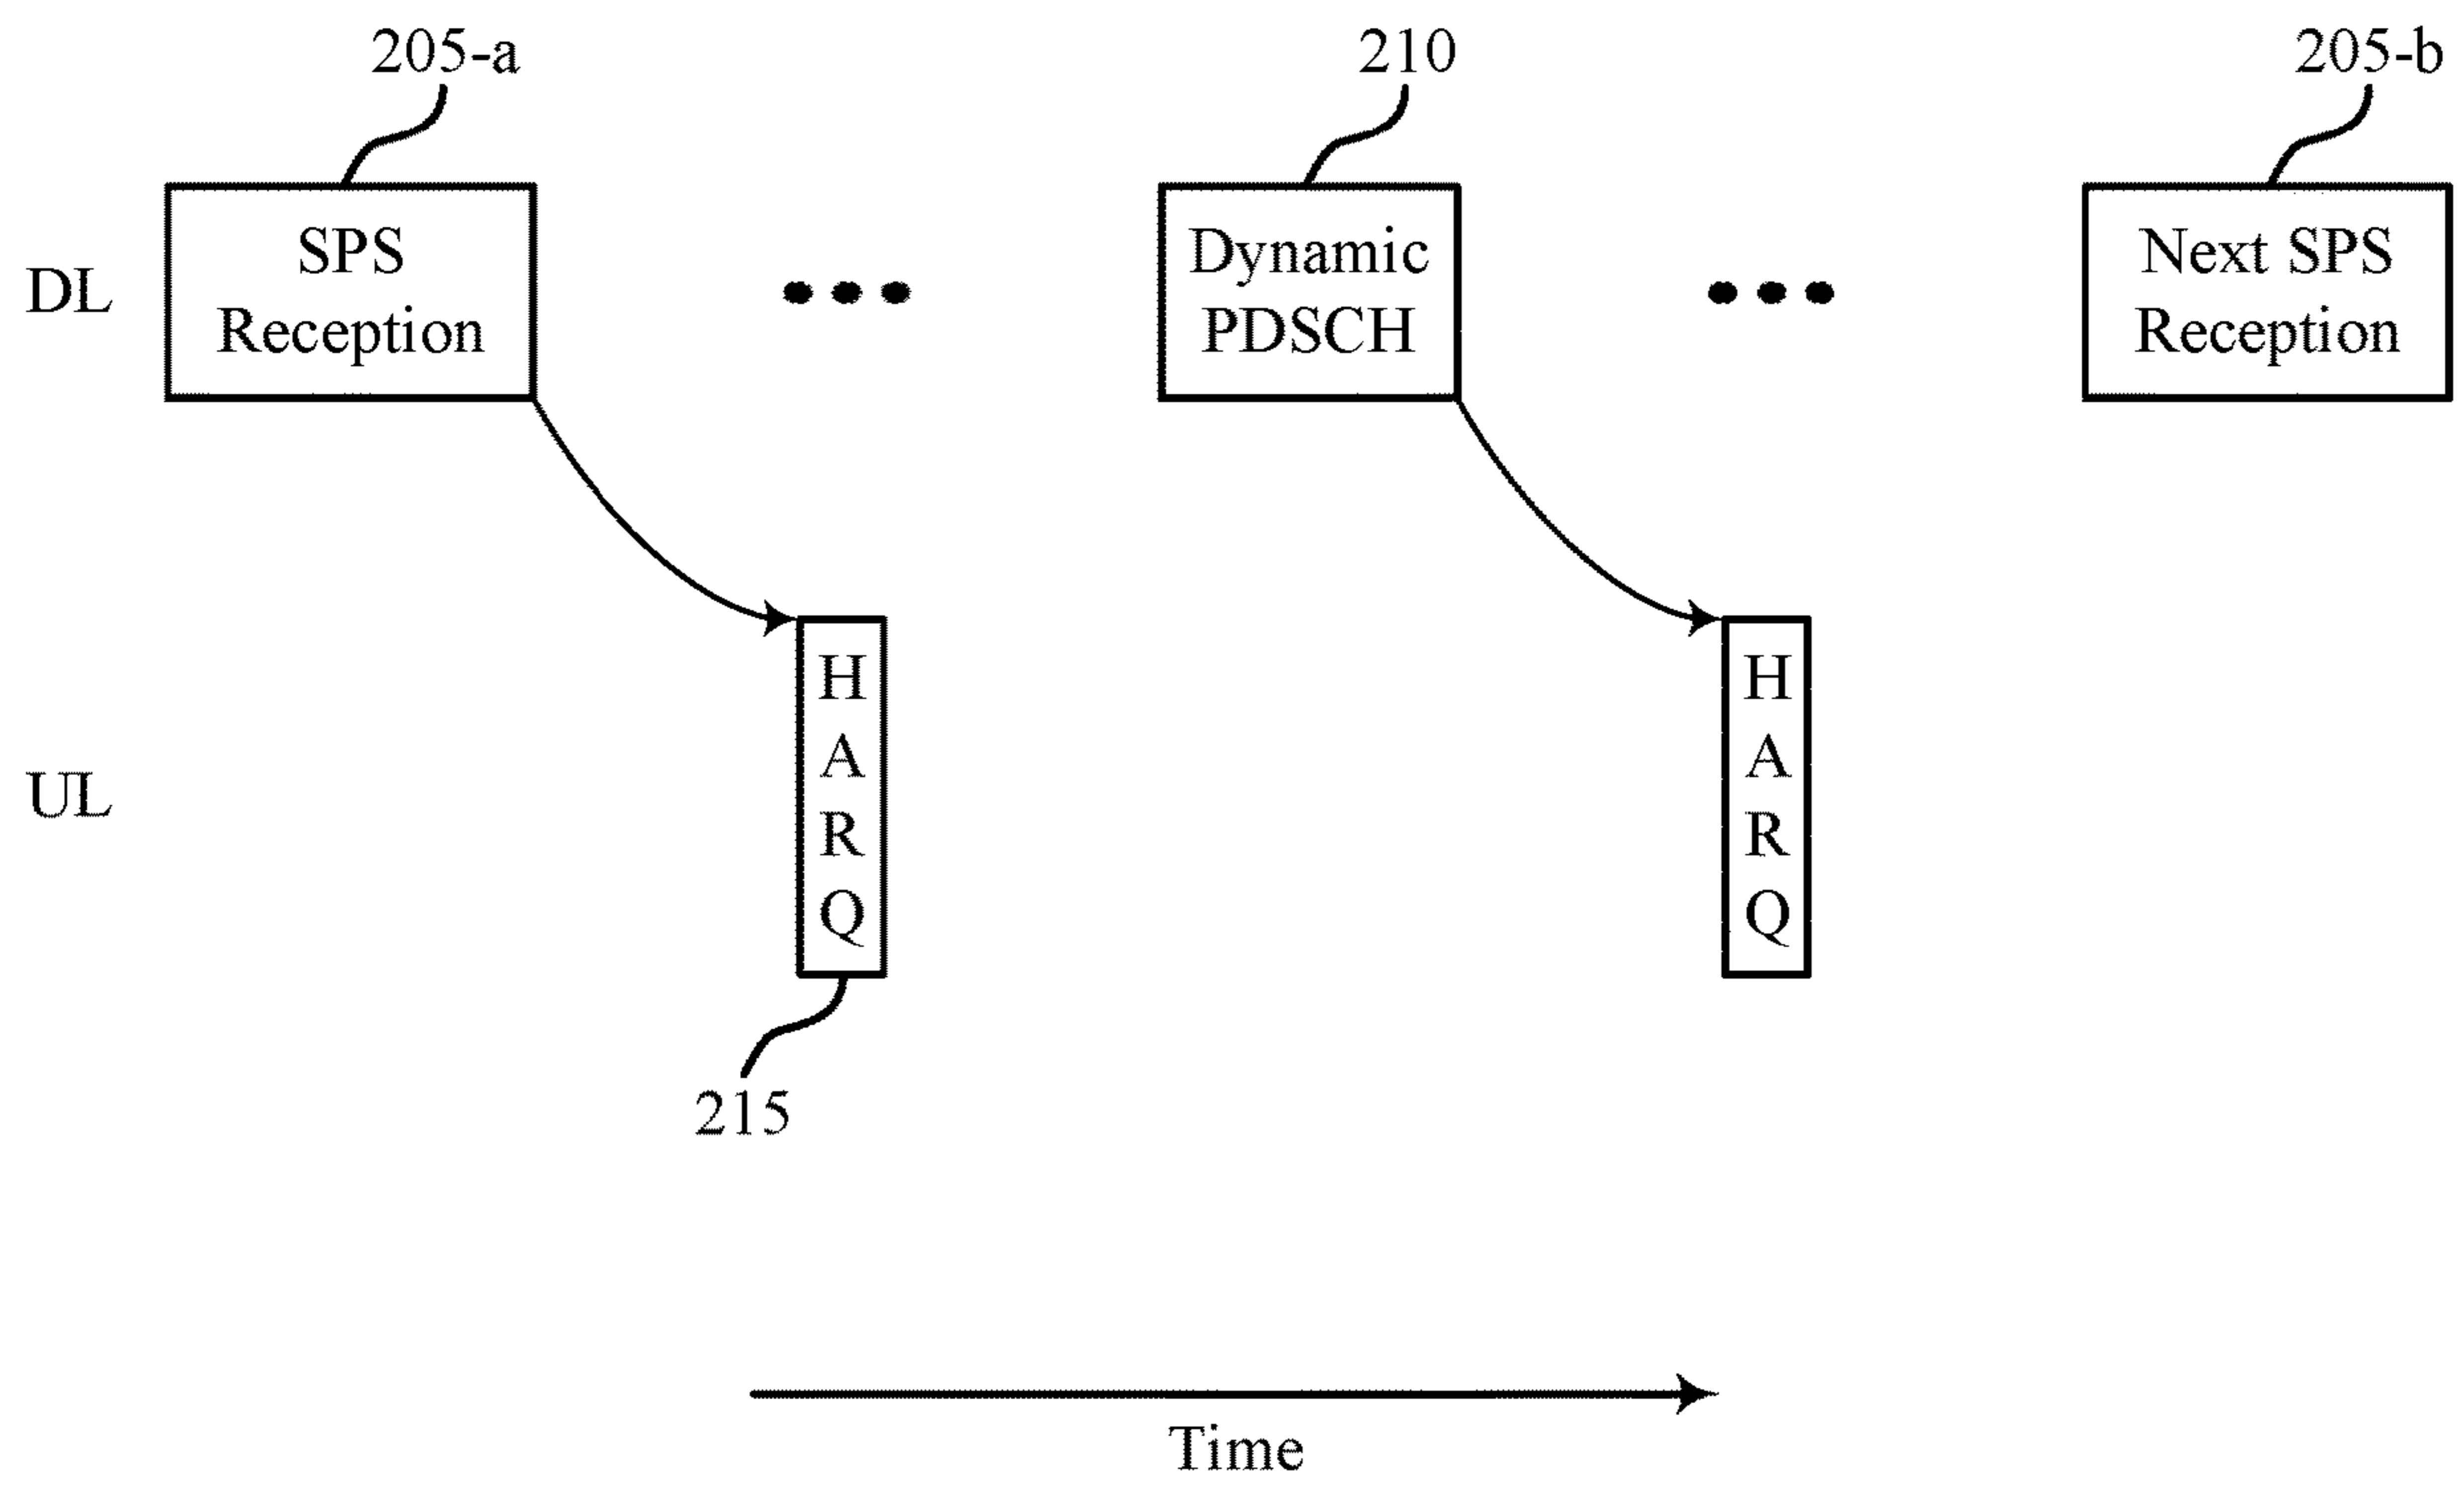 205-a
210
205-b
DL
SPS
Reception
Dynamic
PDSCH
Next SPS
Reception
UL
H
A
R
Q
H
A
R
Q
215
Time